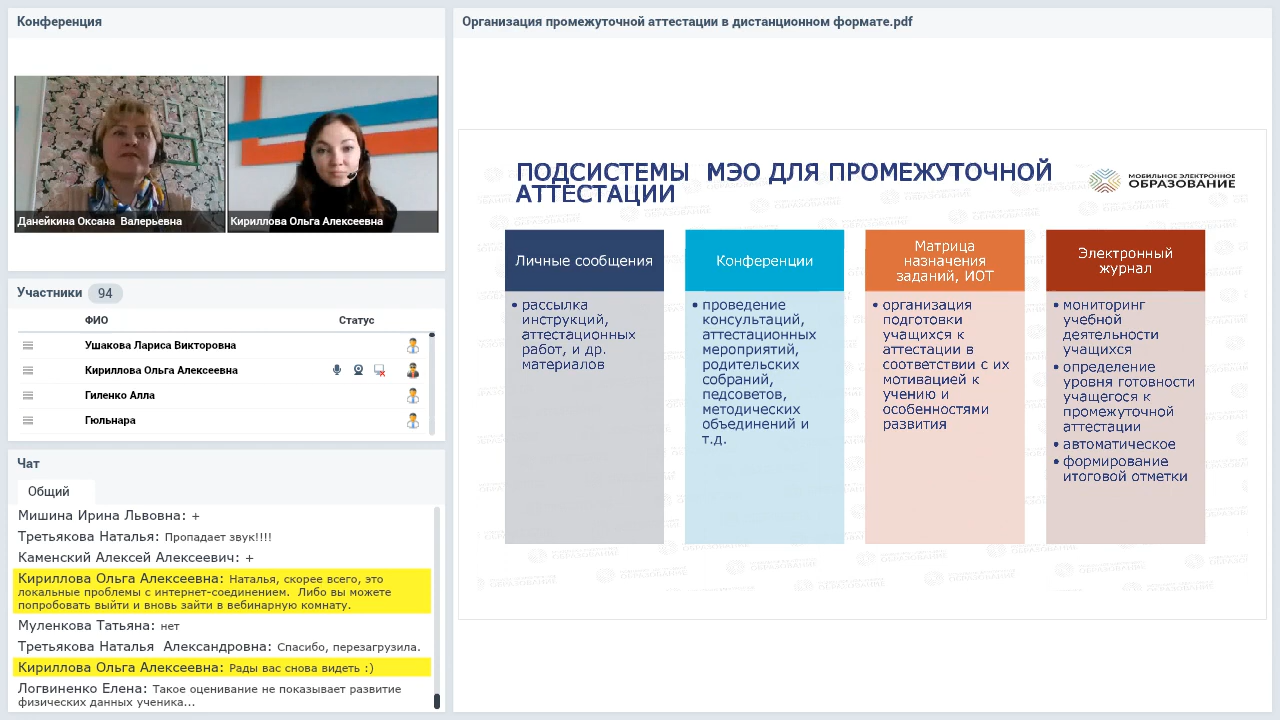 Конференция
Данейкина Оксана  Валерьевна
Кириллова Ольга Алексеевна
Участники 94
ФИО Статус
Ушакова Лариса Викторовна
Кириллова Ольга Алексеевна
Гиленко Алла
Гюльнара
Чат
Общий
Мишина Ирина Львовна: +
Третьякова Наталья: Пропадает звук!!!!
Каменский Алексей Алексеевич: +
Кириллова Ольга Алексеевна: Наталья, скорее всего, это
локальные проблемы с интернет-соединением.  Либо вы можете
попробовать выйти и вновь зайти в вебинарную комнату.
Муленкова Татьяна: нет
Третьякова Наталья  Александровна: Спасибо, перезагрузила.
Кириллова Ольга Алексеевна: Рады вас снова видеть :)
Логвиненко Елена: Такое оценивание не показывает развитие
физических данных ученика...
Организация промежуточной аттестации в дистанционном формате.pdf
ПОДСИСТЕМЫ  МЭО ДЛЯ ПРОМЕЖУТОЧНОЙ
АТТЕСТАЦИИ
МОБИЛЬНОЕ ЭЛЕКТРОННОЕ
ОБРАЗОВАНИЕ
Личные сообщения
• рассылка
инструкций,
аттестационных
работ, и др.
материалов
Конференции
• проведение
консультаций,
аттестационных
мероприятий,
родительских
собраний,
педсоветов,
методических
объединений и
т.д.
Матрица
назначения
заданий, ИОТ
• организация
подготовки
учащихся к
аттестации в
соответствии с их
мотивацией к
учению и
особенностями
развития
Электронный
журнал
• мониторинг
учебной
деятельности
учащихся
• определение
уровня готовности
учащегося к
промежуточной
аттестации
• автоматическое
• формирование
итоговой отметки